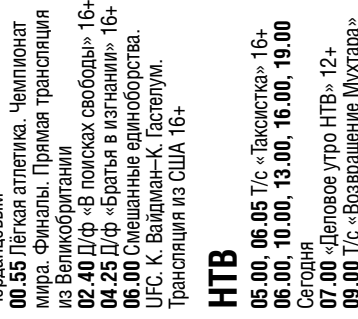 00.55 Лёгкая атлетика. Чемпионат
мира. Финалы. Прямая трансляция
из Великобритании
02.40 Д/ф «В поисках свободы» 16+
04.25 Д/ф «Братья в изгнании» 16+
06.00 Смешанные единоборства.
UFC. К. Вайдман–К. Гастелум.
Трансляция из США 16+
НТВ
05.00, 06.05 Т/с «Таксистка» 16+
06.00, 10.00, 13.00, 16.00, 19.00
Сегодня
07.00 «Деловое утро НТВ» 12+
09.00 Т/с «Возвращение Мухтара»